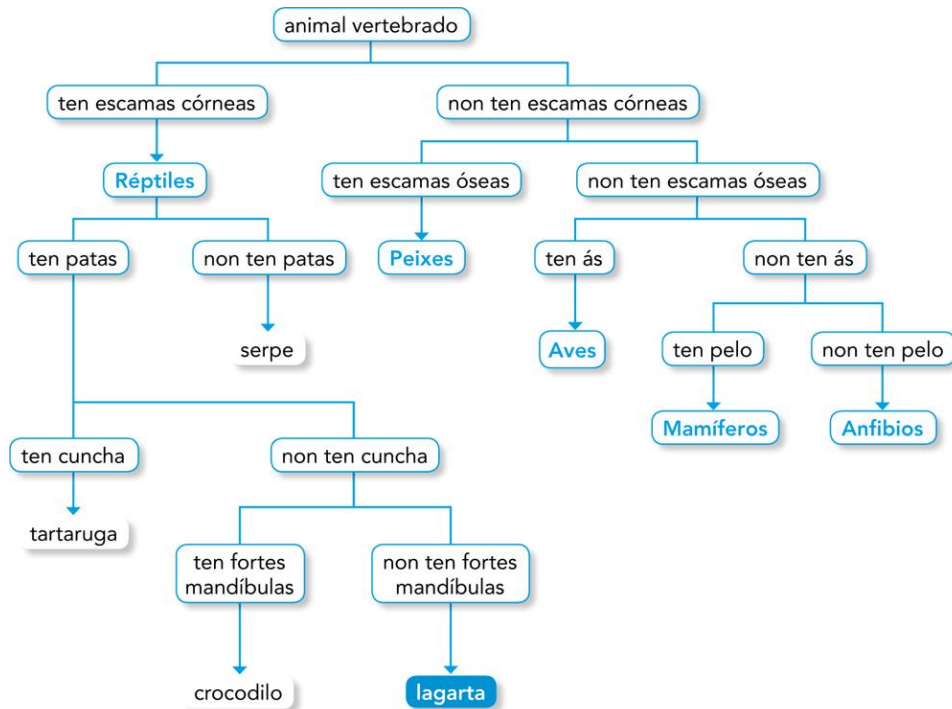 animal vertebrado
ten escamas córneas
non ten escamas córneas
Réptiles
ten escamas óseas
non ten escamas óseas
ten patas
non ten patas
Peixes
ten ás
non ten ás
serpe
Aves
ten pelo
non ten pelo
Mamíferos
Anfibios
ten cuncha
non ten cuncha
tartaruga
ten fortes
mandíbulas
non ten fortes
mandíbulas
crocodilo
lagarta